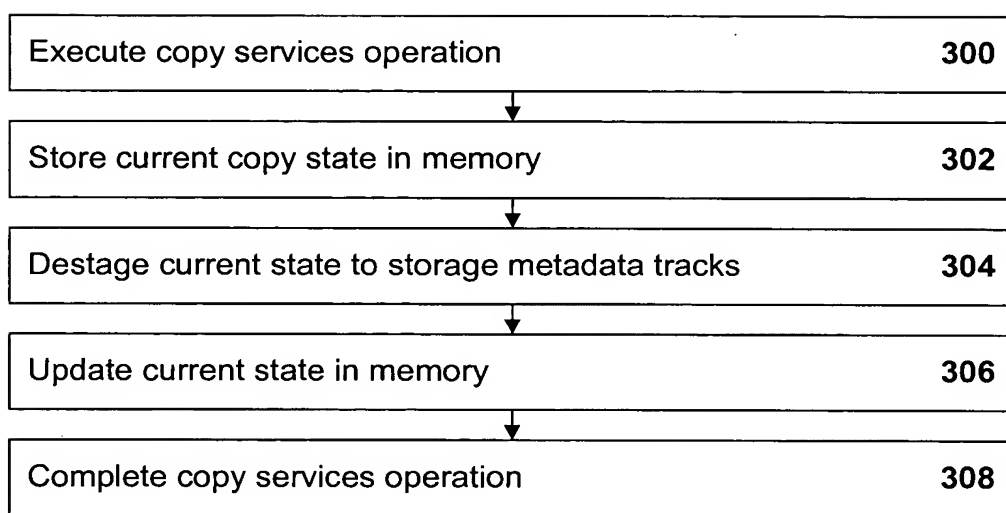 Execute copy services operation 300
Store current copy state in memory 302
Destage current state to storage metadata tracks 304
Update current state in memory 306
Complete copy services operation 308